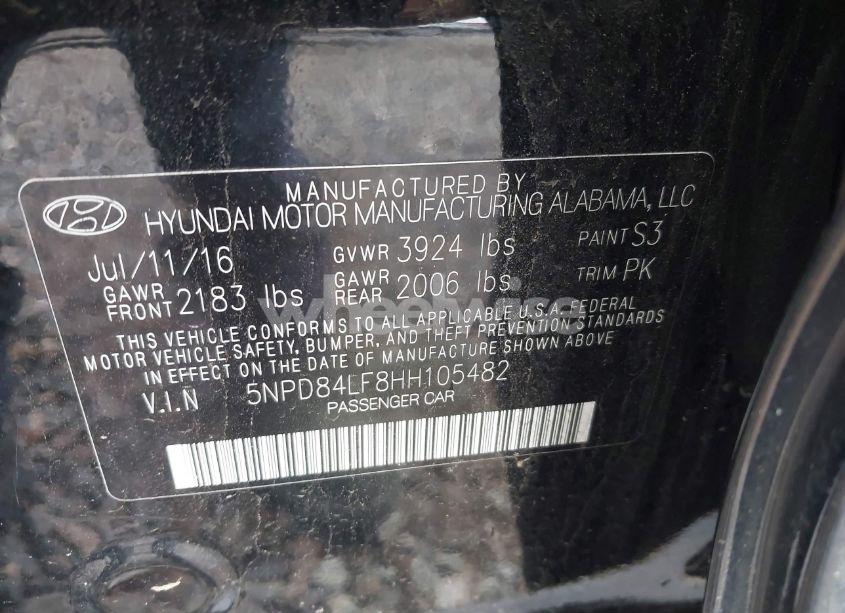 MANUFACTURED BY
HYUNDAI MOTOR MANUFACTURING ALABAMA, LLC
Jul/11/16 GVWR 3924 lbs PAINT S3
GAWR FRONT 2183 lbs GAWR REAR 2006 lbs TRIM PK
THIS VEHICLE CONFORMS TO ALL APPLICABLE U.S.A. FEDERAL
MOTOR VEHICLE SAFETY, BUMPER, AND THEFT PREVENTION STANDARDS
IN EFFECT ON THE DATE OF MANUFACTURE SHOWN ABOVE
V.I.N 5NPD84LF8HH105482
PASSENGER CAR
wheelwise